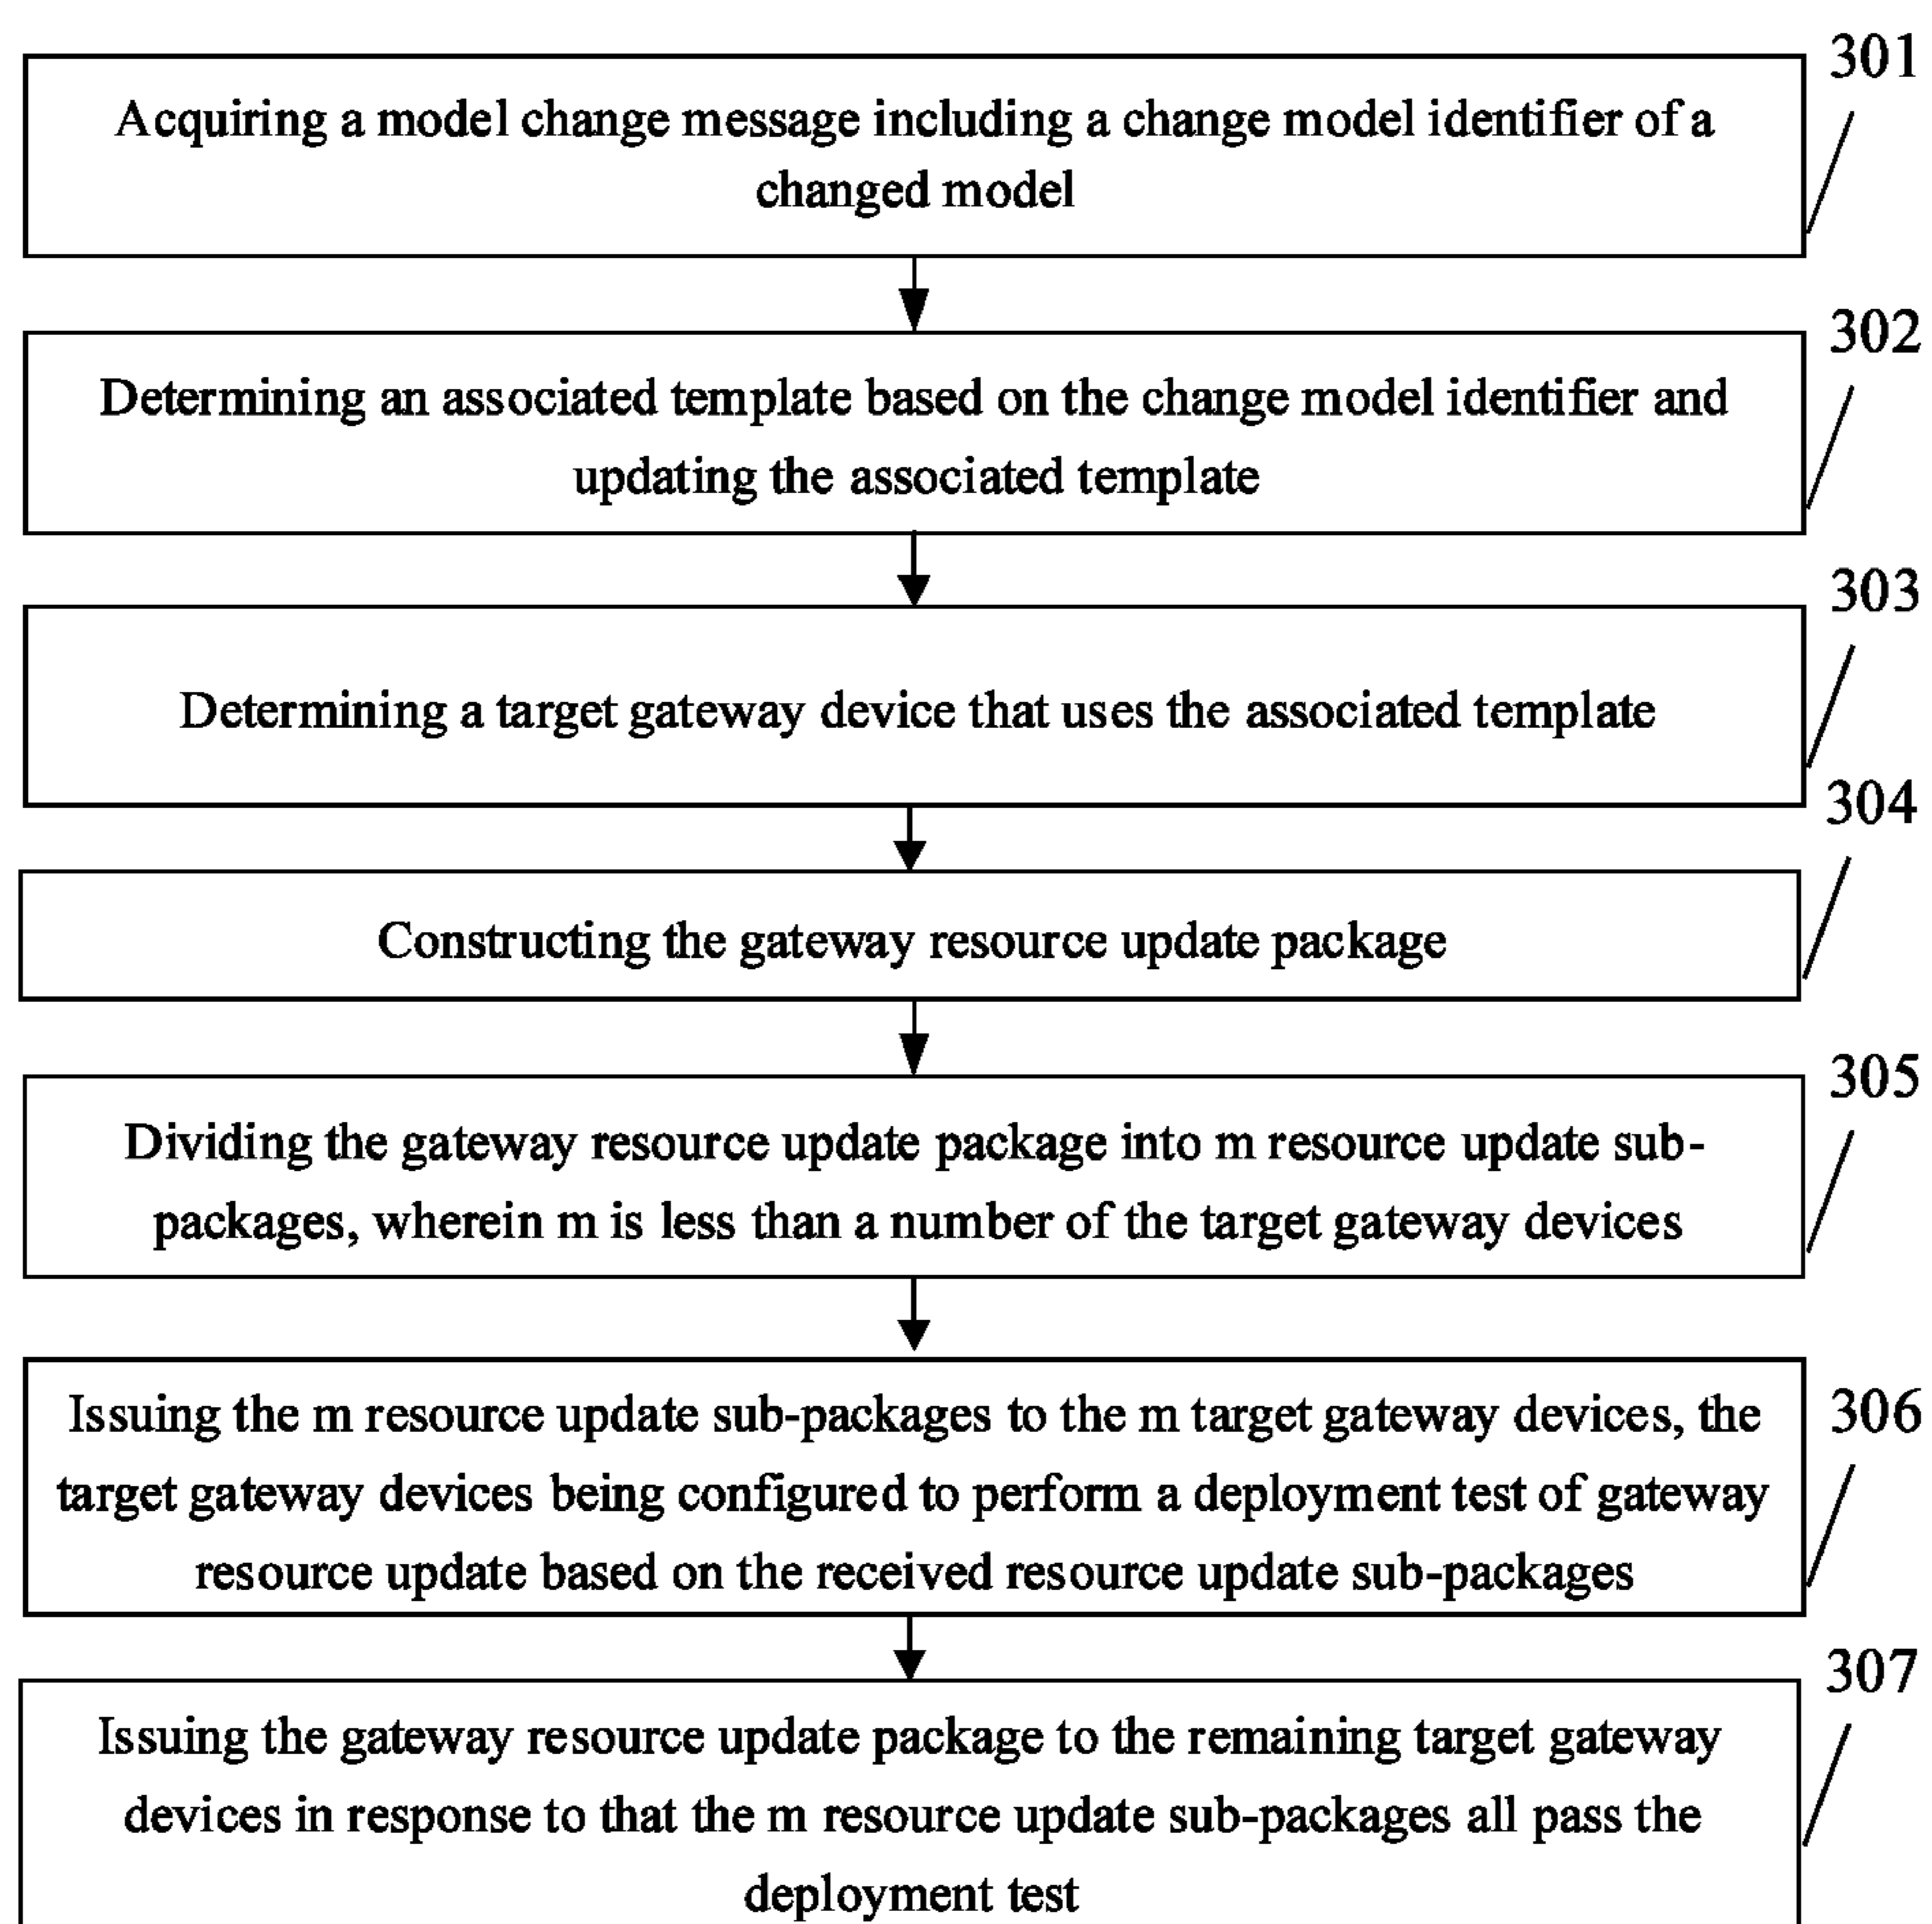 301
Acquiring a model change message including a change model identifier of a
changed model
302
Determining an associated template based on the change model identifier and
updating the associated template
303
Determining a target gateway device that uses the associated template
304
Constructing the gateway resource update package
305
Dividing the gateway resource update package into m resource update sub-
packages, wherein m is less than a number of the target gateway devices
306
Issuing the m resource update sub-packages to the m target gateway devices, the
target gateway devices being configured to perform a deployment test of gateway
resource update based on the received resource update sub-packages
307
Issuing the gateway resource update package to the remaining target gateway
devices in response to that the m resource update sub-packages all pass the
deployment test